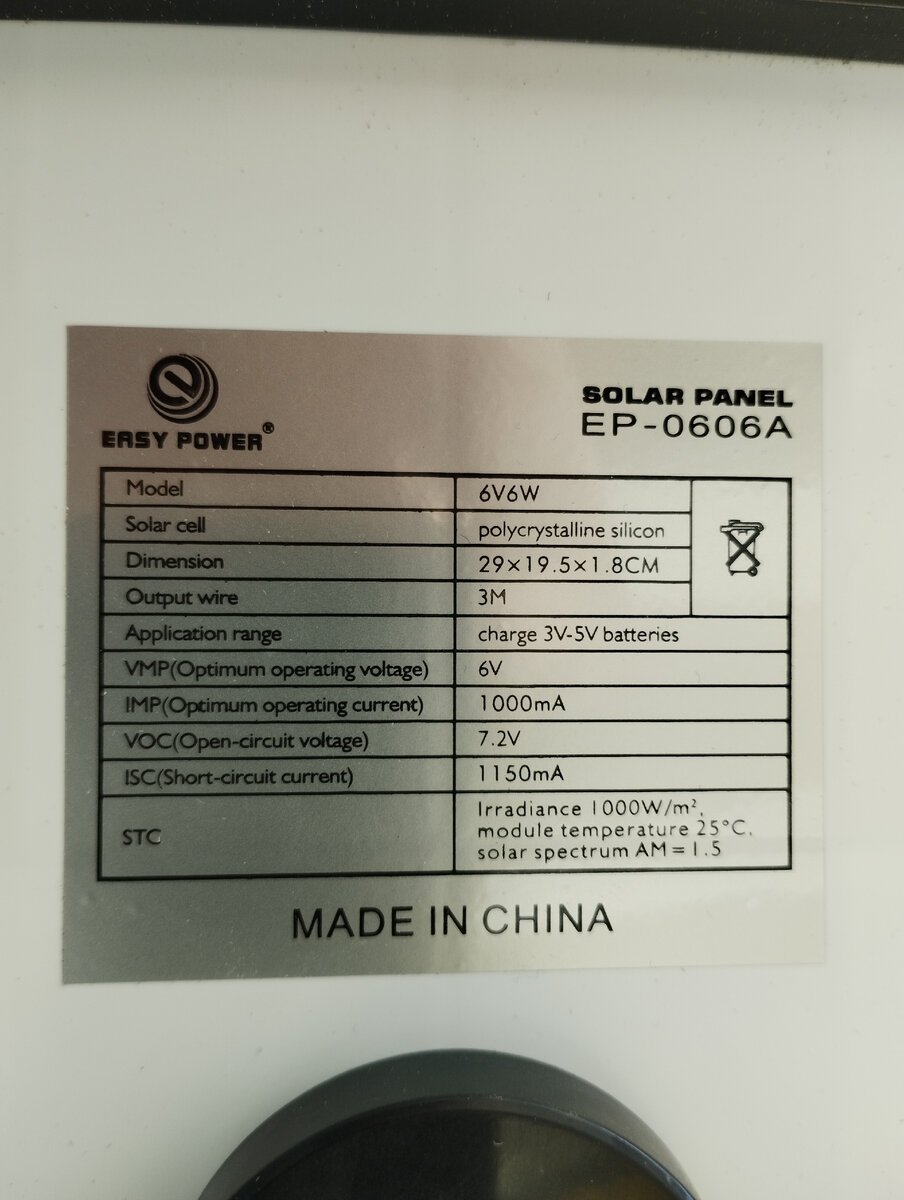 EASY POWER®
SOLAR PANEL
EP-0606A
Model 6V6W
Solar cell polycrystalline silicon
Dimension 29×19.5×1.8CM
Output wire 3M
Application range charge 3V-5V batteries
VMP(Optimum operating voltage) 6V
IMP(Optimum operating current) 1000mA
VOC(Open-circuit voltage) 7.2V
ISC(Short-circuit current) 1150mA
STC Irradiance 1000W/m²,
module temperature 25°C,
solar spectrum AM=1.5
MADE IN CHINA